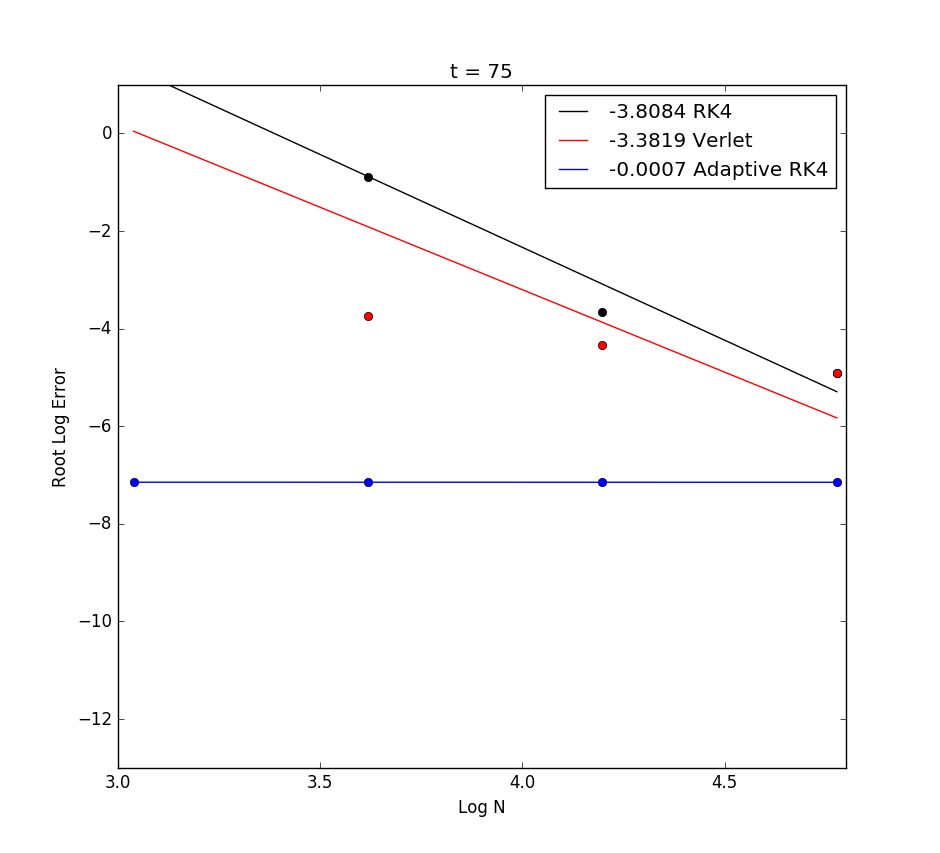 t = 75
-3.8084 RK4
-3.3819 Verlet
-0.0007 Adaptive RK4
0
−2
−4
−6
−8
−10
−12
Root Log Error
3.0 3.5 4.0 4.5
Log N